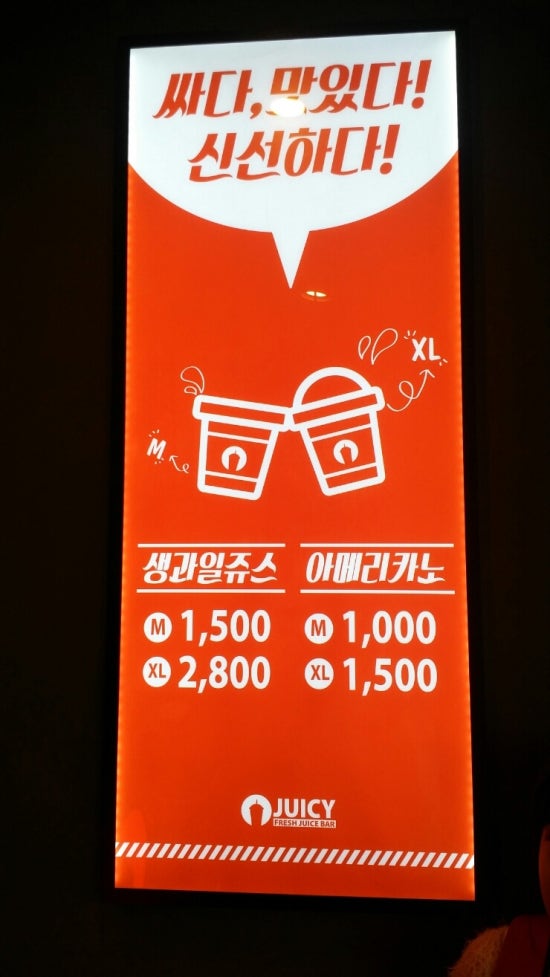 싸다, 맛있다!
신선하다!
XL
M
생과일쥬스
M 1,500
XL 2,800
아메리카노
M 1,000
XL 1,500
JUICY
FRESH JUICE BAR